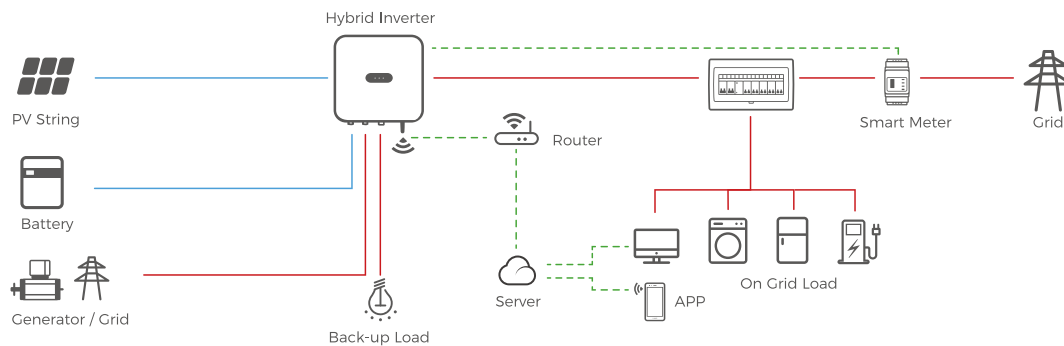 Hybrid Inverter
PV String
Smart Meter
Grid
Router
Battery
On Grid Load
Server
APP
Generator / Grid
Back-up Load